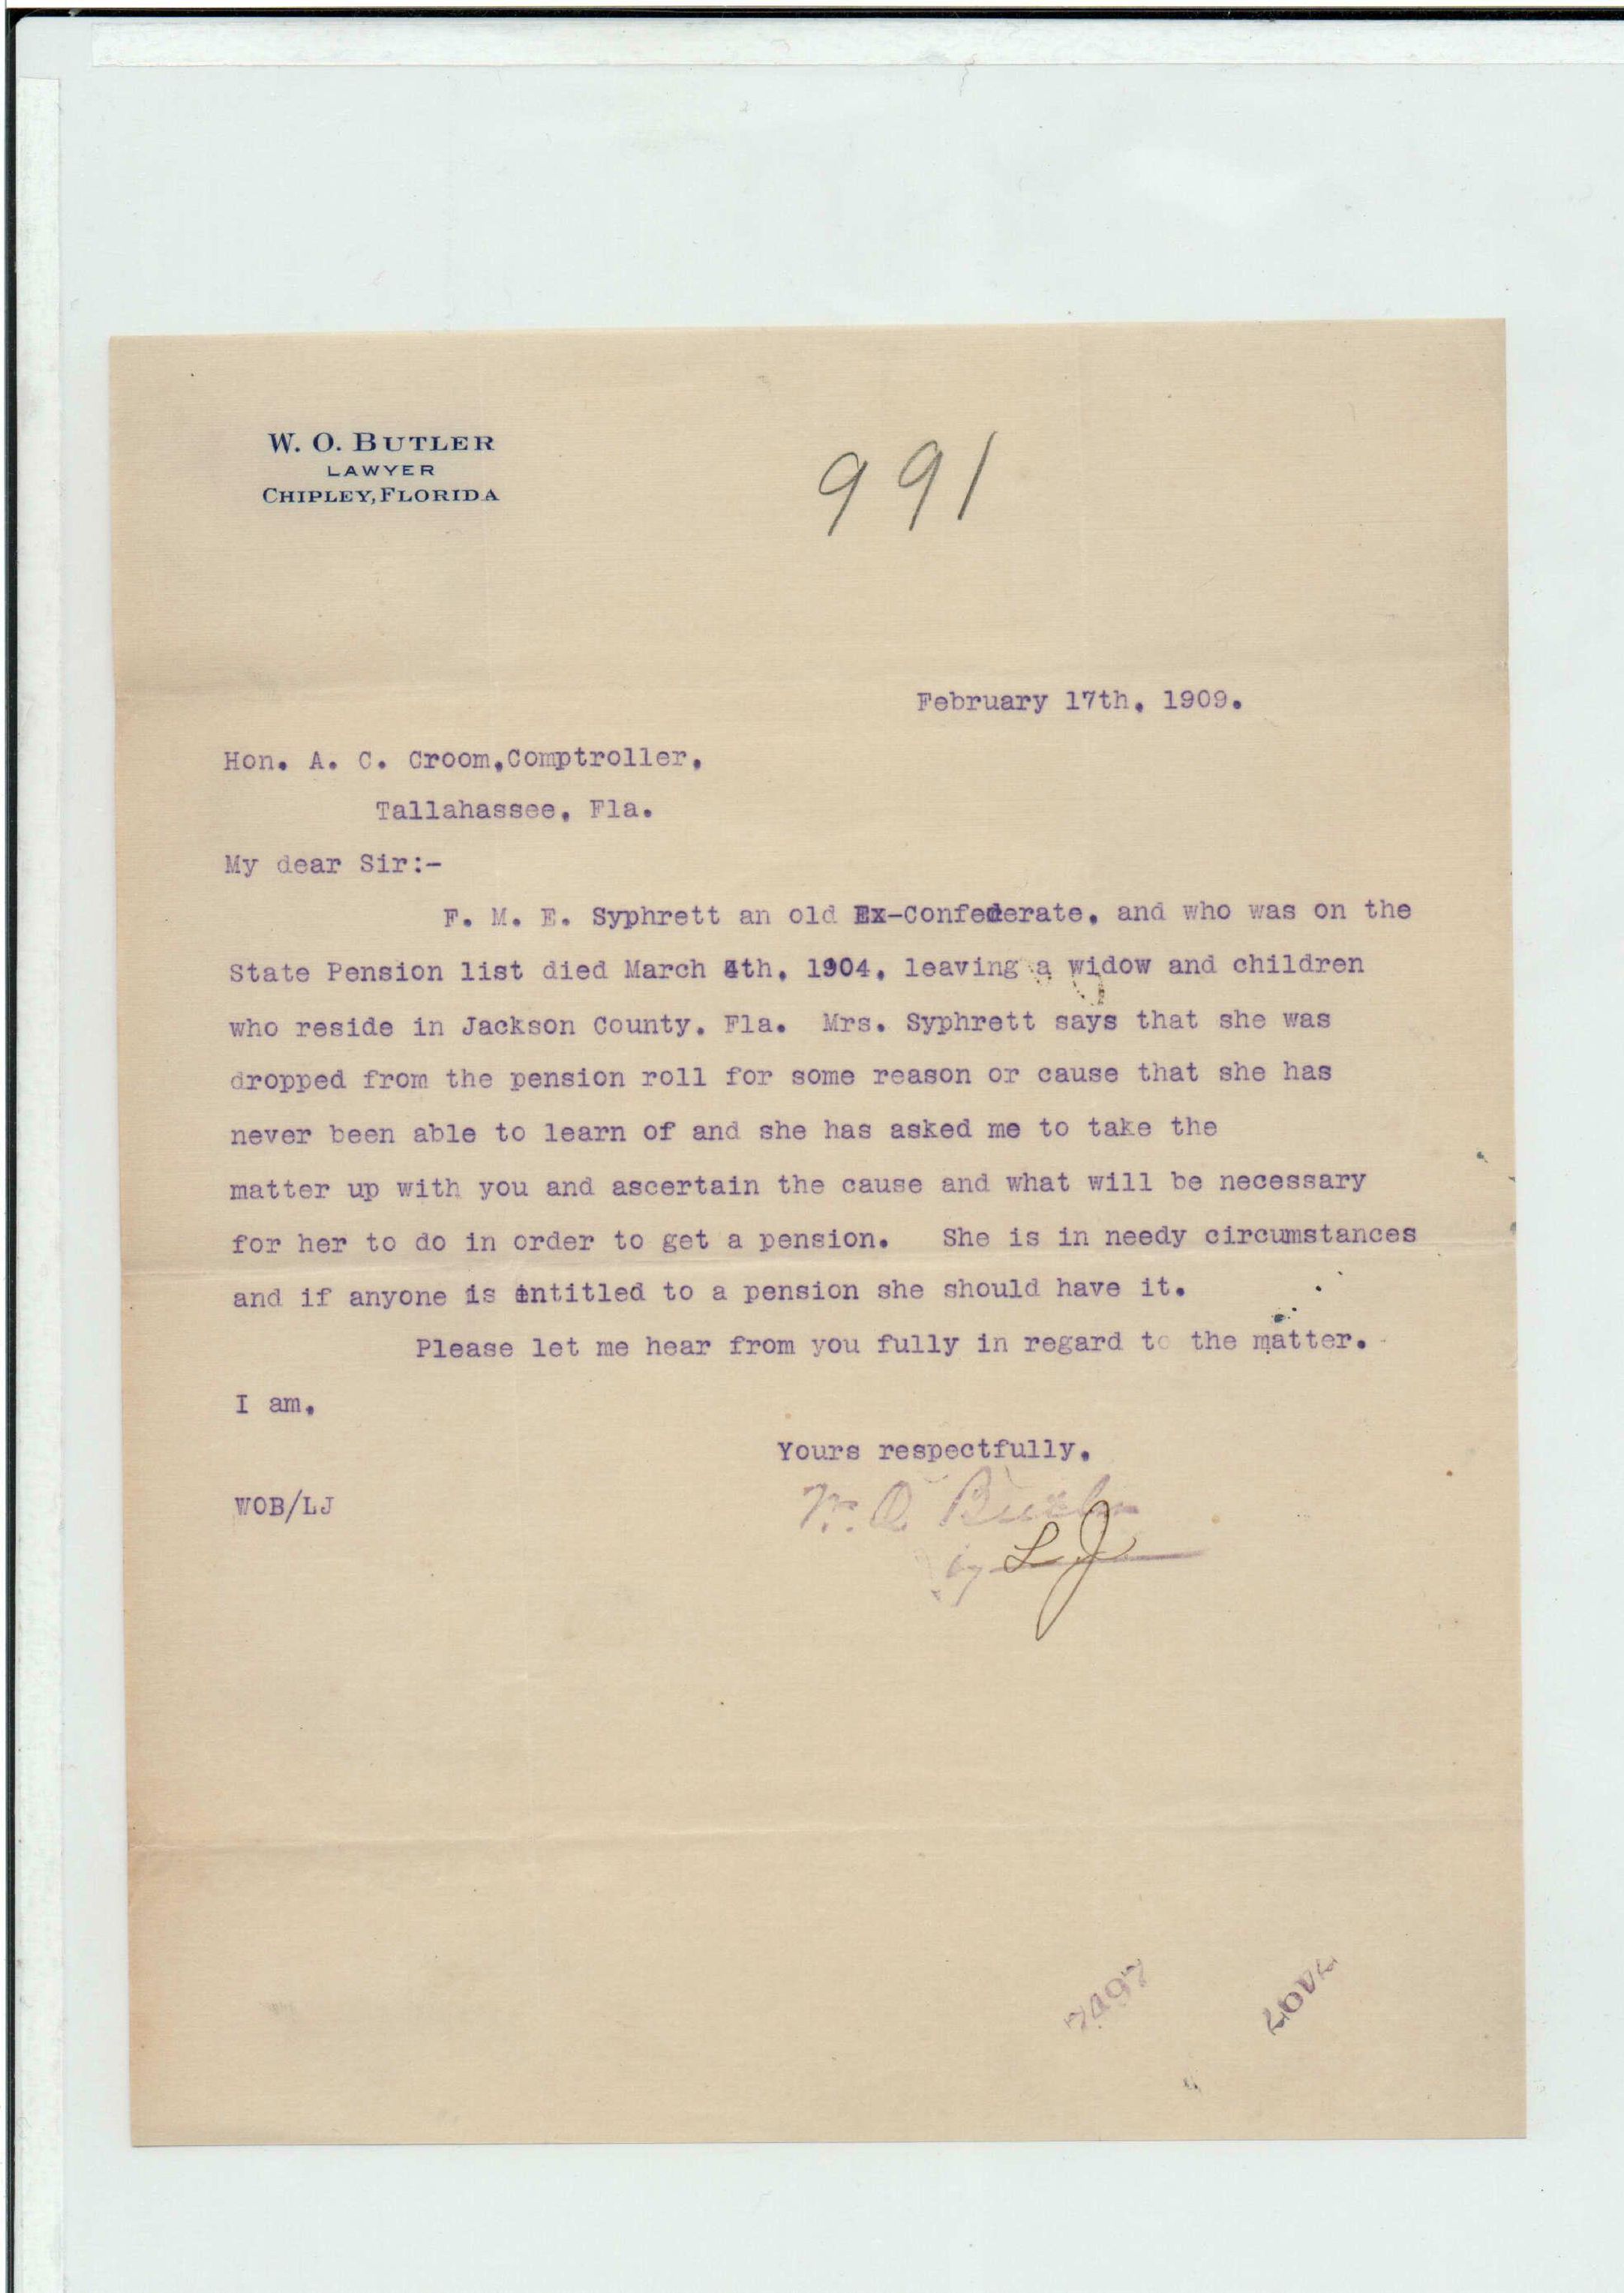 W. O. BUTLER
LAWYER
CHIPLEY, FLORIDA
991
February 17th, 1909.
Hon. A. C. Croom, Comptroller,
Tallahassee, Fla.
My dear Sir:-
F. M. E. Syphrett an old Ex-Confederate, and who was on the
State Pension list died March 4th, 1904, leaving a widow and children
who reside in Jackson County, Fla. Mrs. Syphrett says that she was
dropped from the pension roll for some reason or cause that she has
never been able to learn of and she has asked me to take the
matter up with you and ascertain the cause and what will be necessary
for her to do in order to get a pension. She is in needy circumstances
and if anyone is intitled to a pension she should have it.
Please let me hear from you fully in regard to the matter.
I am,
Yours respectfully,
W. O. Butler
WOB/LJ
by LJ